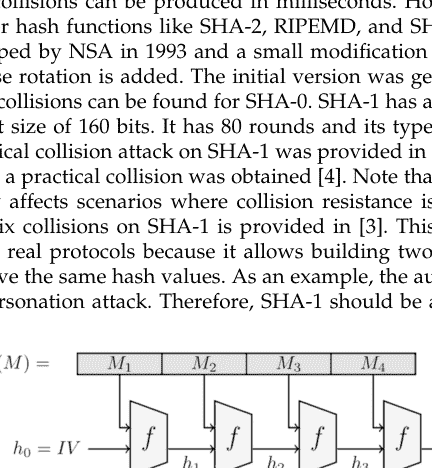 collisions can be produced in milliseconds. Ho
r hash functions like SHA-2, RIPEMD, and SH
ped by NSA in 1993 and a small modification
se rotation is added. The initial version was ge
collisions can be found for SHA-0. SHA-1 has a
t size of 160 bits. It has 80 rounds and its type
ical collision attack on SHA-1 was provided in
a practical collision was obtained [4]. Note tha
affects scenarios where collision resistance is
ix collisions on SHA-1 is provided in [3]. This
real protocols because it allows building two
ve the same hash values. As an example, the au
rsonation attack. Therefore, SHA-1 should be a
(M) = M₁ M₂ M₃ M₄
h₀ = IV f f f f
h₁ h₂ h₃